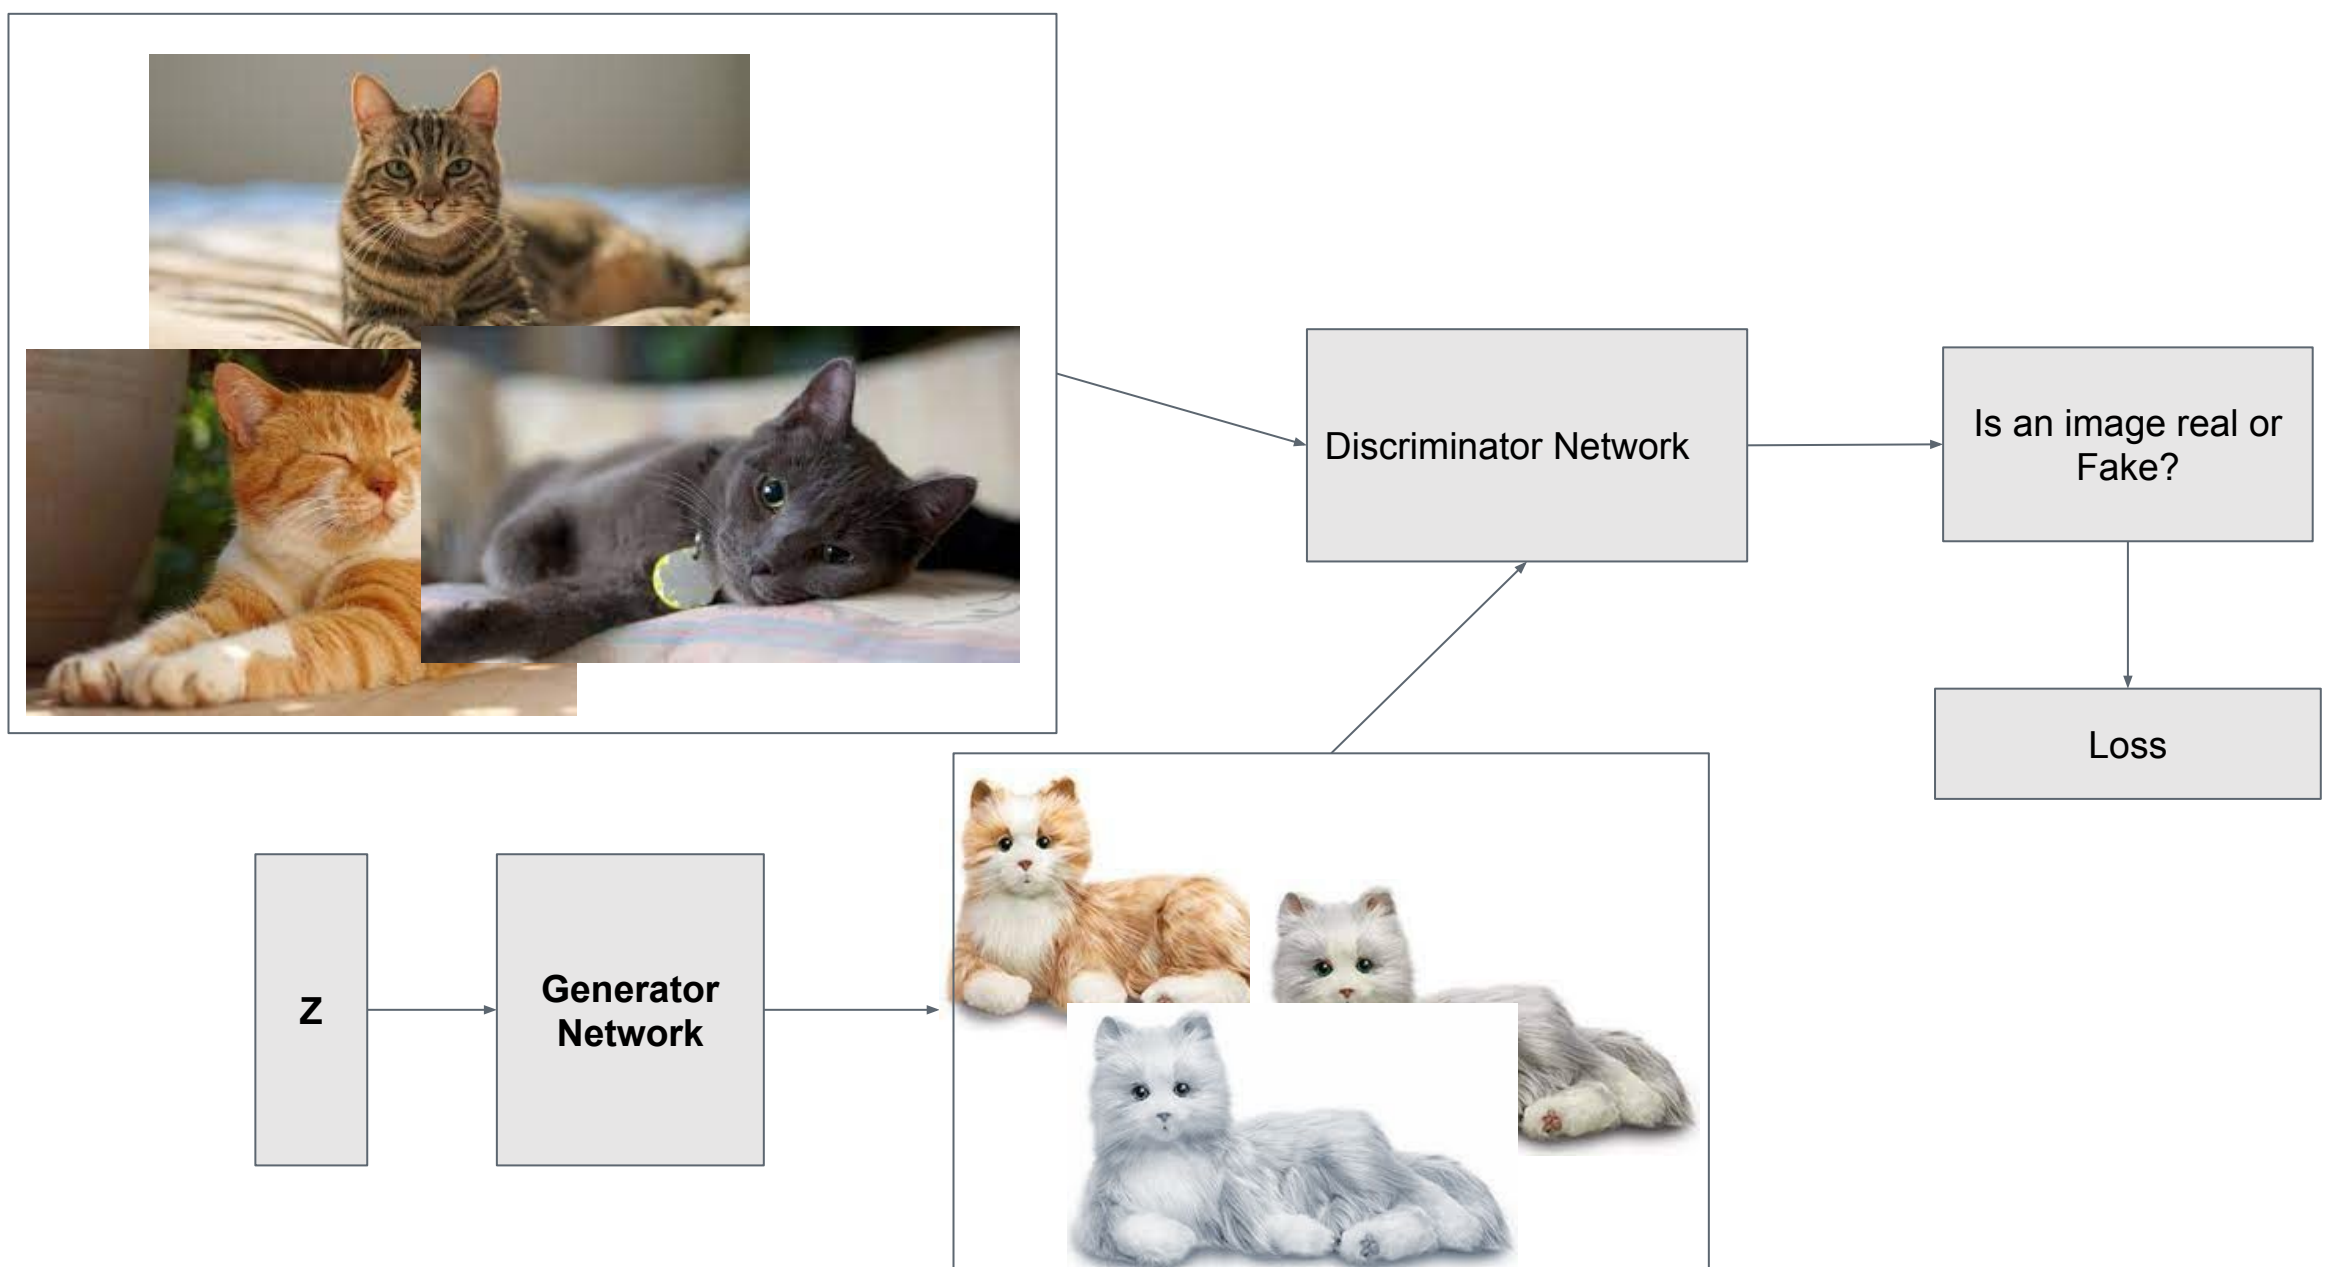 Discriminator Network
Is an image real or
Fake?
Loss
Z
Generator
Network